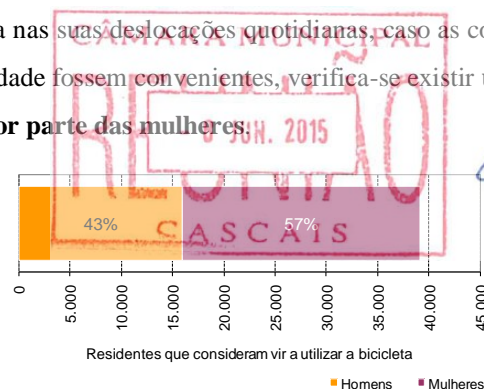 a nas suas deslocações quotidianas, caso as co
CÂMARA MUNICIPAL
dade fossem convenientes, verifica-se existir u
or parte das mulheres.
REUNIÃO
JUN. 2015
43%
57%
CASCAIS
0
5.000
10.000
15.000
20.000
25.000
30.000
35.000
40.000
45.000
Residentes que consideram vir a utilizar a bicicleta
Homens Mulheres